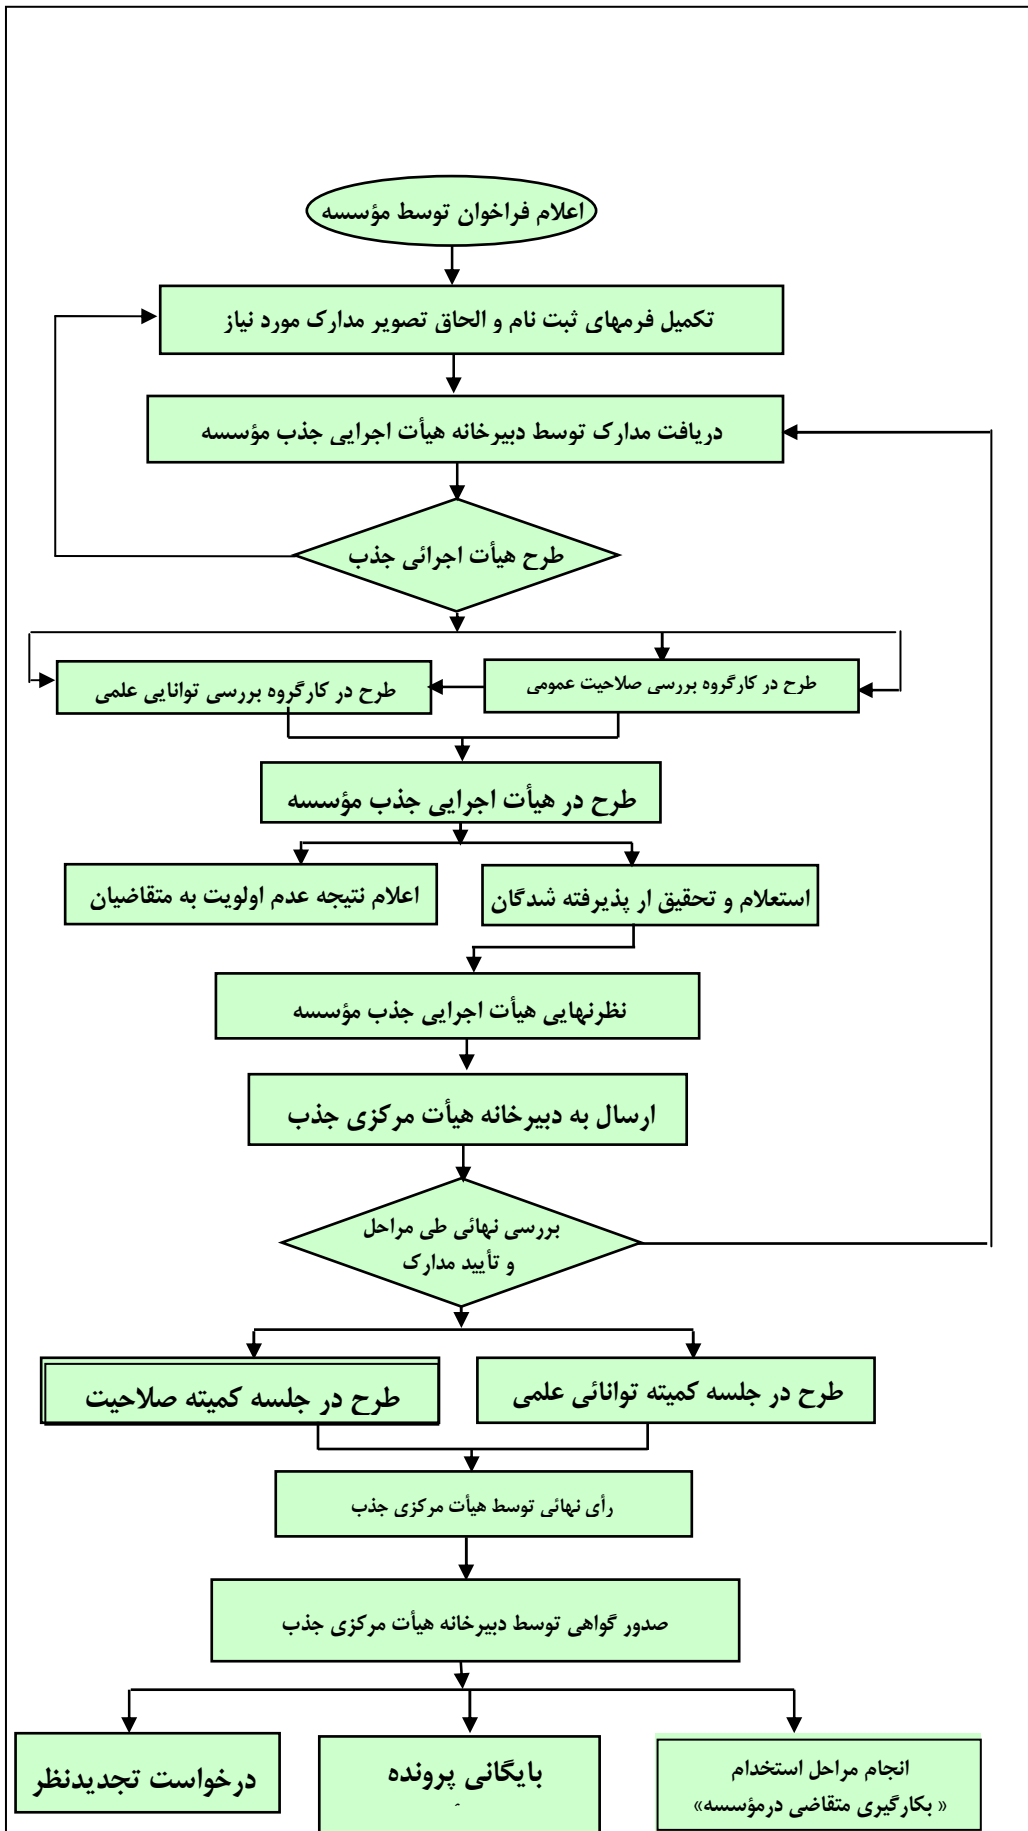 اعلام فراخوان توسط مؤسسه
تکمیل فرمهای ثبت نام و الحاق تصویر مدارک مورد نیاز
دریافت مدارک توسط دبیرخانه هیأت اجرایی جذب مؤسسه
طرح هیأت اجرائی جذب
طرح در کارگروه بررسی صلاحیت عمومی
طرح در کارگروه بررسی توانایی علمی
طرح در هیأت اجرایی جذب مؤسسه
استعلام و تحقیق ار پذیرفته شدگان
اعلام نتیجه عدم اولویت به متقاضیان
نظرنهایی هیأت اجرایی جذب مؤسسه
ارسال به دبیرخانه هیأت مرکزی جذب
بررسی نهائی طی مراحل
و تأیید مدارک
طرح در جلسه کمیته توانائی علمی
طرح در جلسه کمیته صلاحیت
رأی نهائی توسط هیأت مرکزی جذب
صدور گواهی توسط دبیرخانه هیأت مرکزی جذب
انجام مراحل استخدام
« بکارگیری متقاضی درمؤسسه»
بایگانی پرونده
درخواست تجدیدنظر